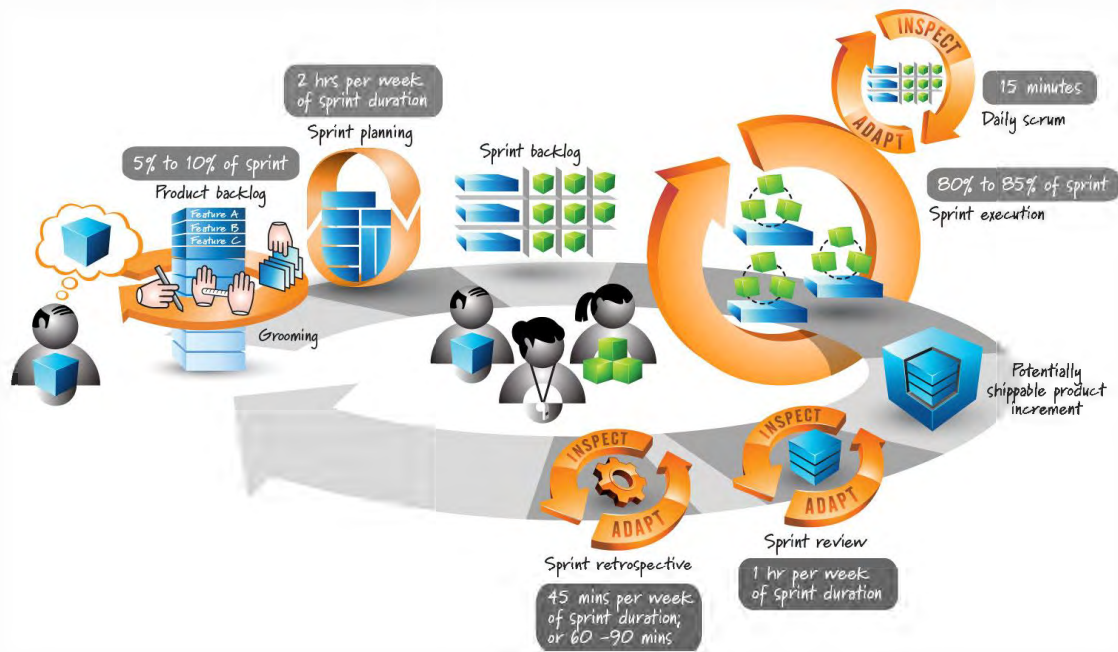 INSPECT
ADAPT
15 minutes
Daily scrum
2 hrs per week
of sprint duration
Sprint planning
5% to 10% of sprint
Product backlog
Feature A
Feature B
Feature C
Grooming
Sprint backlog
80% to 85% of sprint
Sprint execution
Potentially
shippable product
increment
INSPECT
ADAPT
Sprint review
1 hr per week
of sprint duration
INSPECT
ADAPT
Sprint retrospective
45 mins per week
of sprint duration;
or 60 -90 mins